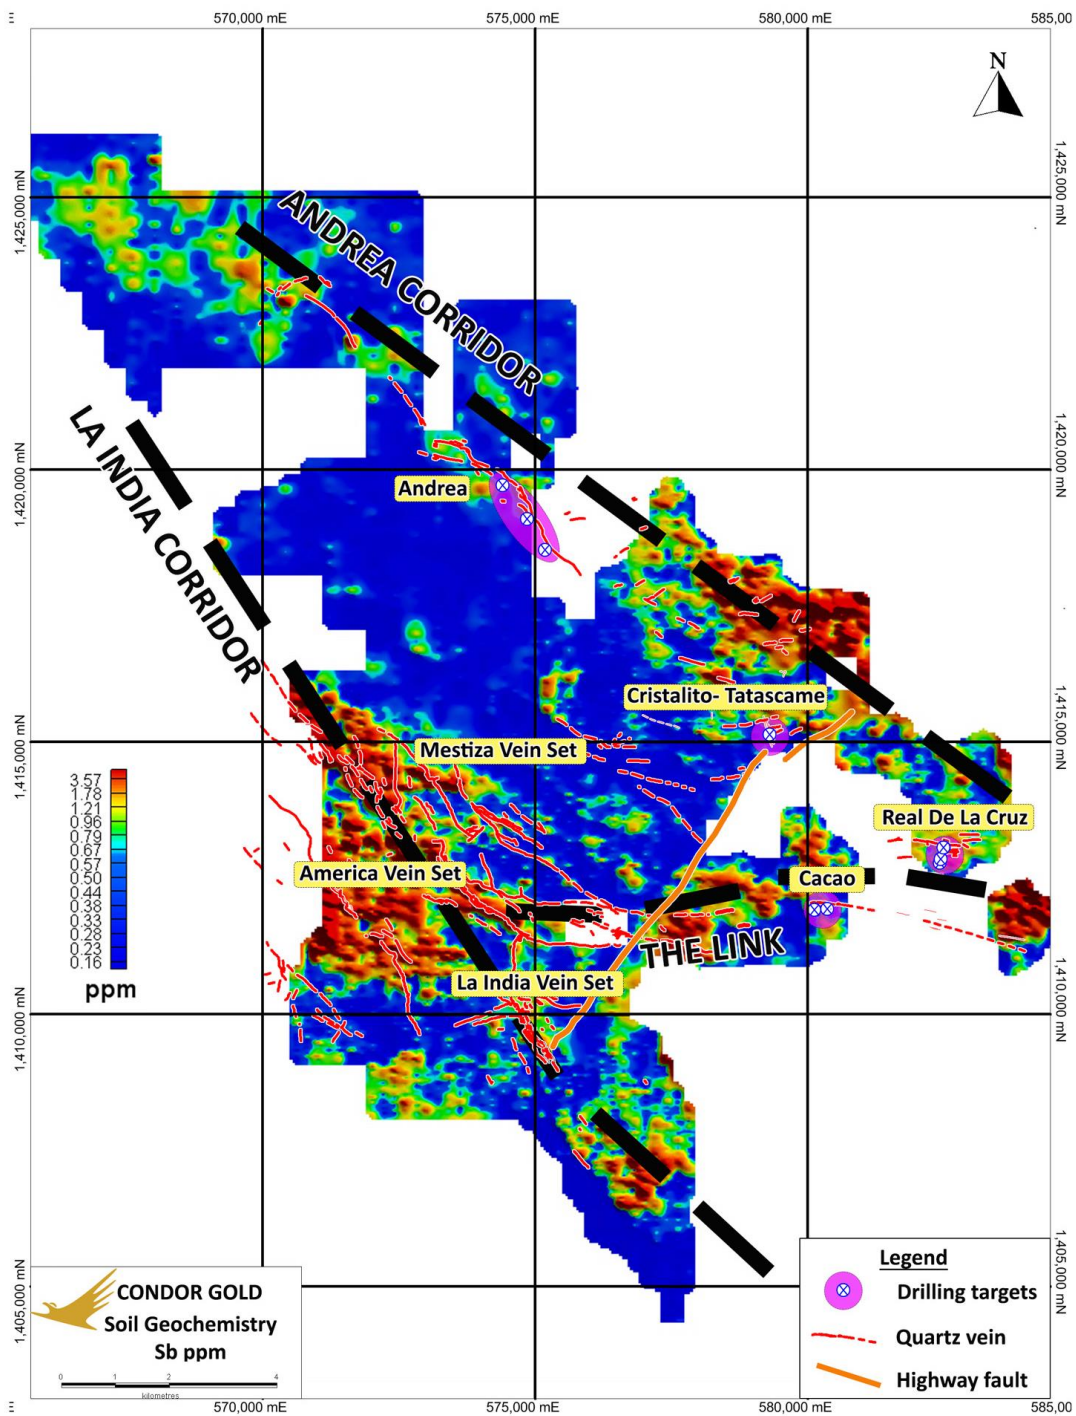 570,000 mE
575,000 mE
580,000 mE
585,00
N
1,425,000 mN
1,425,000 mN
ANDREA CORRIDOR
LA INDIA CORRIDOR
1,420,000 mN
1,420,000 mN
Andrea
Cristalito- Tatascame
1,415,000 mN
1,415,000 mN
Mestiza Vein Set
Real De La Cruz
America Vein Set
Cacao
THE LINK
La India Vein Set
3.57
1.78
1.21
0.96
0.79
0.67
0.57
0.50
0.44
0.38
0.33
0.28
0.23
0.16
ppm
1,410,000 mN
1,410,000 mN
1,405,000 mN
1,405,000 mN
CONDOR GOLD
Soil Geochemistry
Sb ppm
0 1 2 4
kilometres
Legend
Drilling targets
Quartz vein
Highway fault
570,000 mE
575,000 mE
580,000 mE
585,00